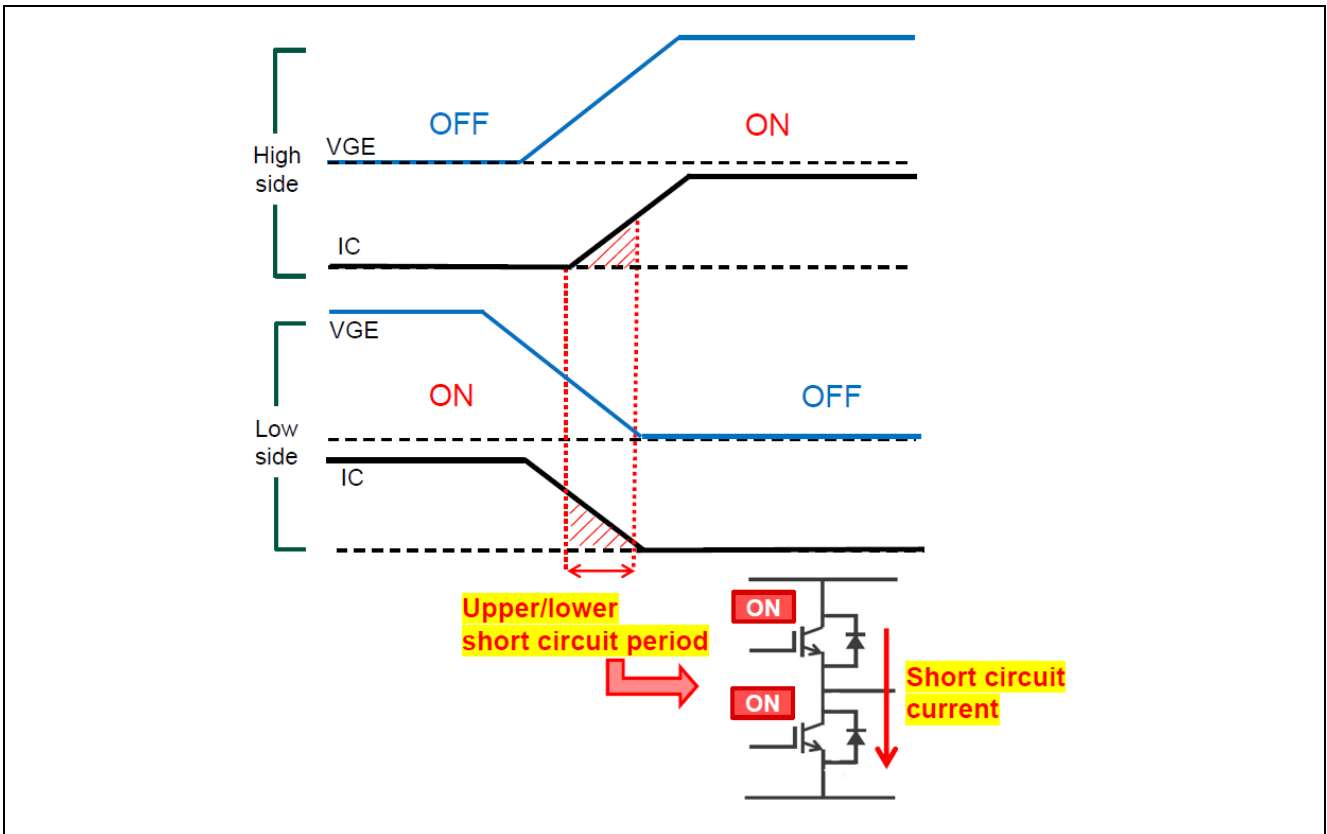 OFF
ON
VGE
High
side
IC
VGE
ON
OFF
Low
side
IC
Upper/lower
short circuit period
ON
ON
Short circuit
current